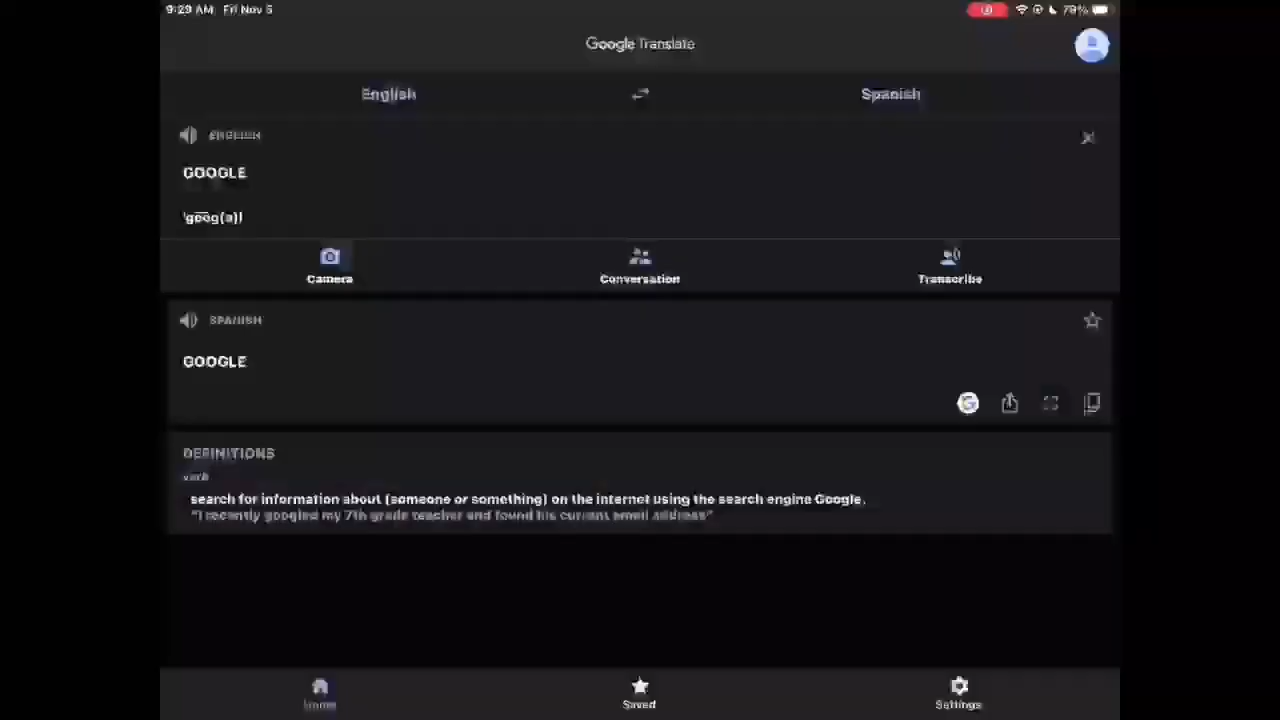 9:29 AM Fri Nov 5
79%
Google Translate
English
Spanish
ENGLISH
GOOGLE
Camera
Conversation
Transcribe
SPANISH
GOOGLE
DEFINITIONS
verb
search for information about (someone or something) on the internet using the search engine Google.
"I recently googled my 7th grade teacher and found his current email address"
Home
Saved
Settings